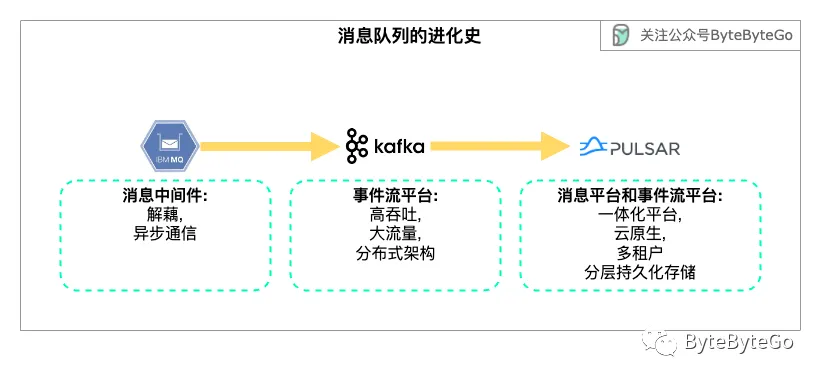 消息队列的进化史
关注公众号ByteByteGo
IBM MQ
kafka
PULSAR
消息中间件:
解藕,
异步通信
事件流平台:
高吞吐,
大流量,
分布式架构
消息平台和事件流平台:
一体化平台,
云原生,
多租户
分层持久化存储
ByteByteGo